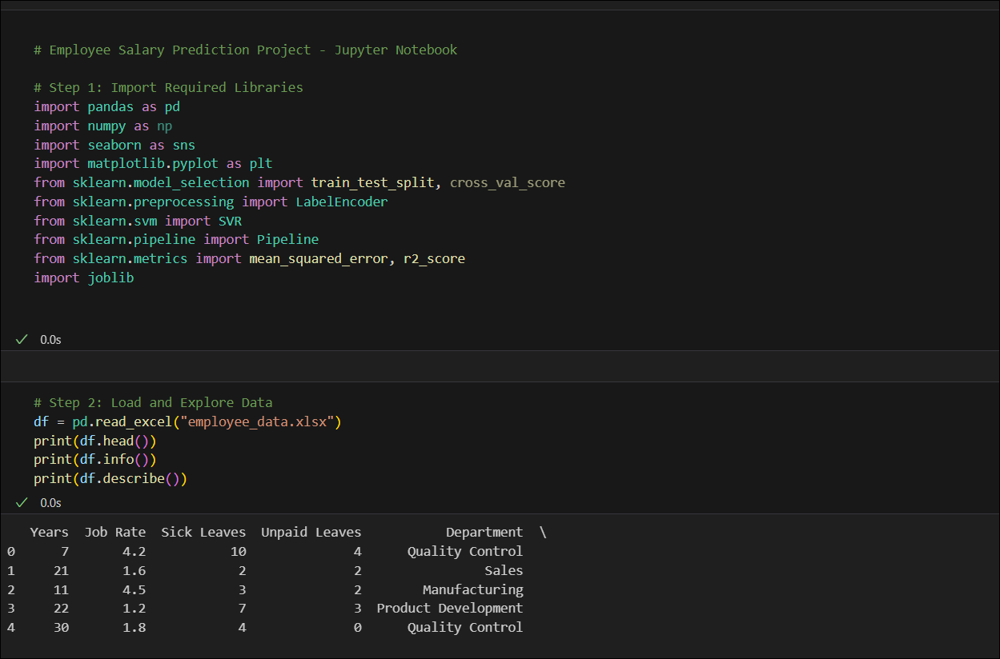 # Employee Salary Prediction Project - Jupyter Notebook
# Step 1: Import Required Libraries
import pandas as pd
import numpy as np
import seaborn as sns
import matplotlib.pyplot as plt
from sklearn.model_selection import train_test_split, cross_val_score
from sklearn.preprocessing import LabelEncoder
from sklearn.svm import SVR
from sklearn.pipeline import Pipeline
from sklearn.metrics import mean_squared_error, r2_score
import joblib
✓ 0.0s
# Step 2: Load and Explore Data
df = pd.read_excel("employee_data.xlsx")
print(df.head())
print(df.info())
print(df.describe())
✓ 0.0s
Years Job Rate Sick Leaves Unpaid Leaves Department \
0 7 4.2 10 4 Quality Control
1 21 1.6 2 2 Sales
2 11 4.5 3 2 Manufacturing
3 22 1.2 7 3 Product Development
4 30 1.8 4 0 Quality Control